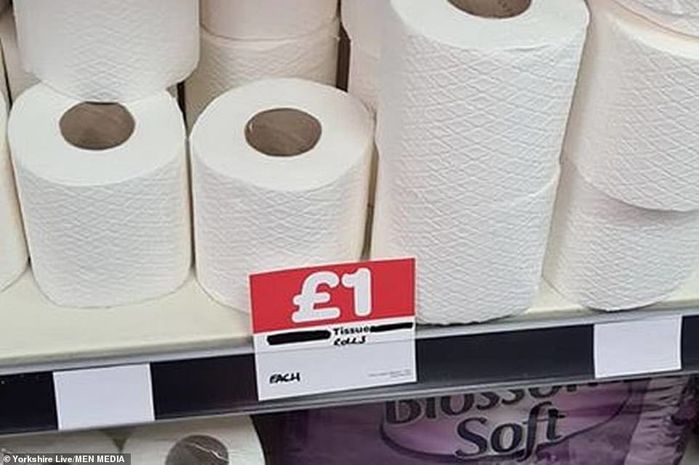 £1
Tissue
ROLLS
EACH
Blossom
Soft
© Yorkshire Live/MEN MEDIA